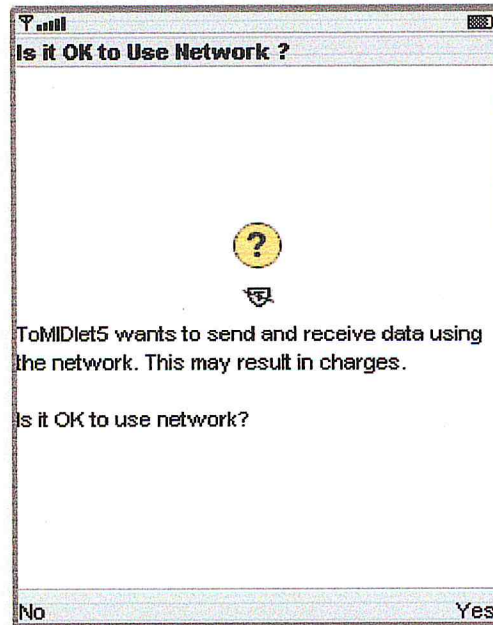 Is it OK to Use Network ?
?
ToMIDlet5 wants to send and receive data using
the network. This may result in charges.
Is it OK to use network?
No Yes